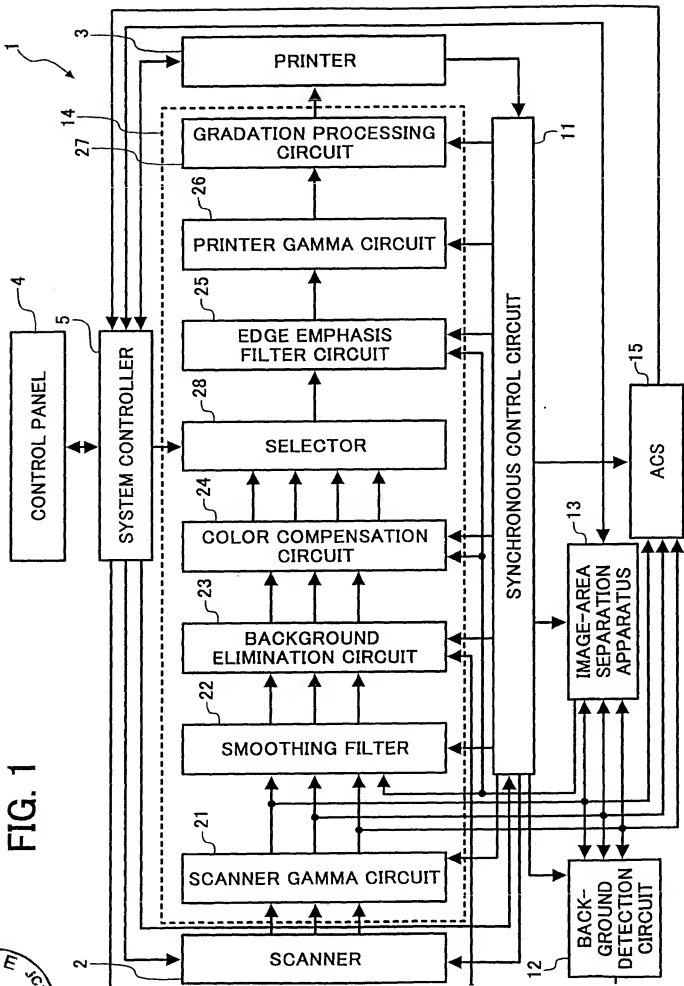 FIG. 1
1
CONTROL PANEL
4
SYSTEM CONTROLLER
5
SCANNER
2
SCANNER GAMMA CIRCUIT
21
SMOOTHING FILTER
22
BACKGROUND
ELIMINATION CIRCUIT
23
COLOR COMPENSATION
CIRCUIT
24
SELECTOR
28
EDGE EMPHASIS
FILTER CIRCUIT
25
PRINTER GAMMA CIRCUIT
26
GRADATION PROCESSING
CIRCUIT
27
14
PRINTER
3
SYNCHRONOUS CONTROL CIRCUIT
11
BACK-
GROUND
DETECTION
CIRCUIT
12
IMAGE-AREA
SEPARATION
APPARATUS
13
ACS
15